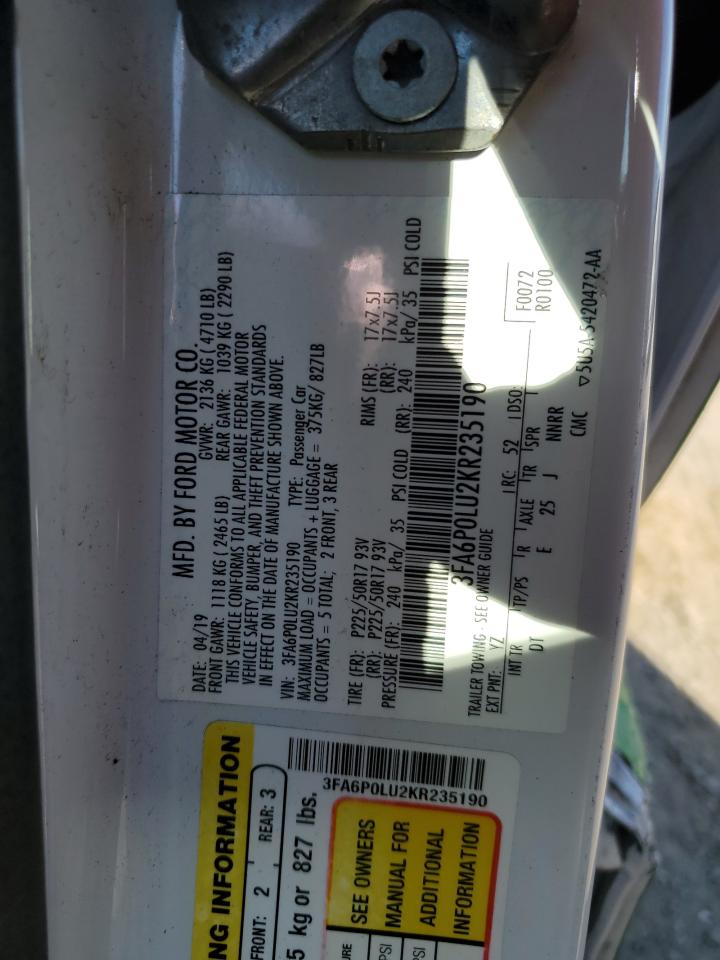 MFD. BY FORD MOTOR CO.
DATE: 04/19 GVWR: 2136 KG ( 4710 LB)
FRONT GAWR: 1118 KG ( 2465 LB) REAR GAWR: 1039 KG ( 2290 LB)
THIS VEHICLE CONFORMS TO ALL APPLICABLE FEDERAL MOTOR
VEHICLE SAFETY, BUMPER, AND THEFT PREVENTION STANDARDS
IN EFFECT ON THE DATE OF MANUFACTURE SHOWN ABOVE.
VIN: 3FA6P0LU2KR235190 TYPE: Passenger Car
MAXIMUM LOAD = OCCUPANTS + LUGGAGE = 375KG/ 827LB
OCCUPANTS = 5 TOTAL, 2 FRONT, 3 REAR
TIRE (FR): P225/50R17 93V RIMS (FR): 17x7.5J
(RR): P225/50R17 93V (RR): 17x7.5J
PRESSURE (FR): 240 kPa/ 35 PSI COLD (RR): 240 kPa/ 35 PSI COLD
3FA6P0LU2KR235190
TRAILER TOWING - SEE OWNER GUIDE
EXT PNT: YZ RC: 52 DSO: F0072
INT TR TP/PS R AXLE TR SPR R0100
DT E 25 J NNRR
CMC ▽5U5A-5420472-AA
NG INFORMATION
FRONT: 2 REAR: 3
5 kg or 827 lbs.
3FA6P0LU2KR235190
SEE OWNERS
MANUAL FOR
ADDITIONAL
INFORMATION
URE
PSI
PSI